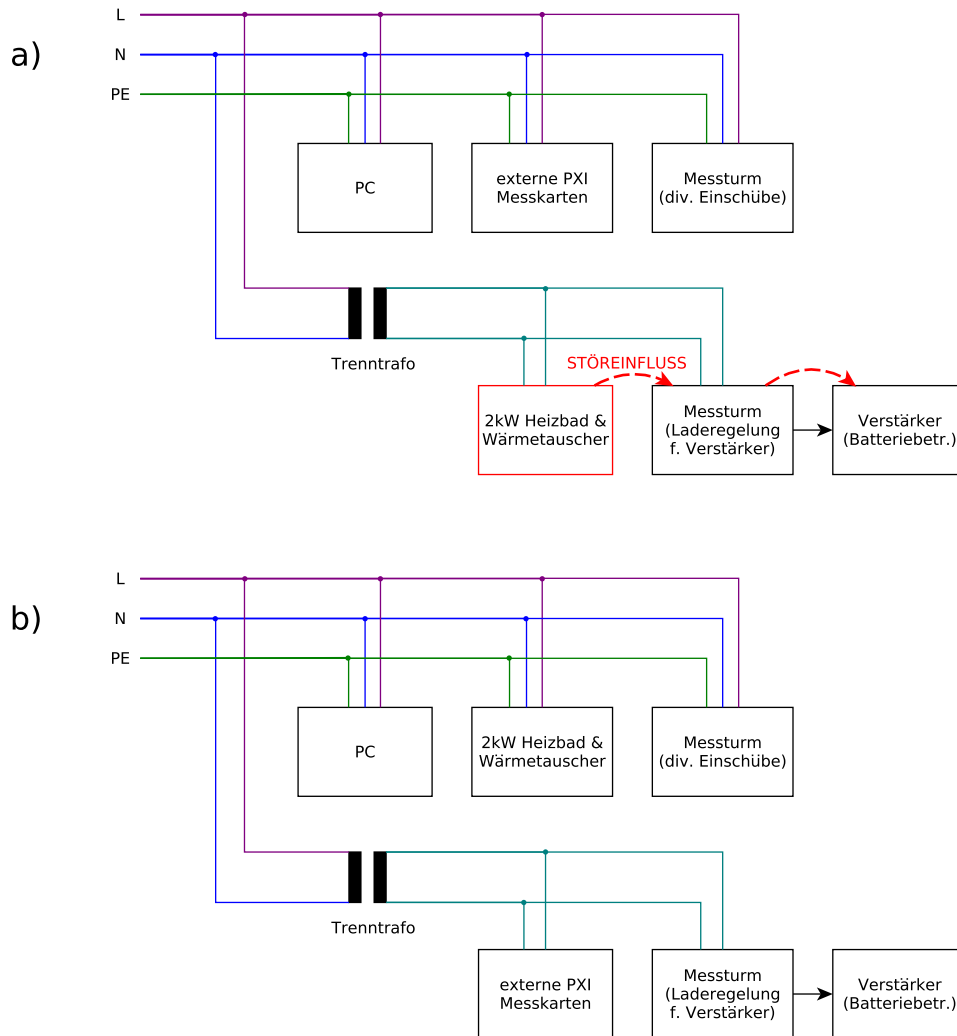 a)
L
N
PE
PC
externe PXI
Messkarten
Messturm
(div. Einschübe)
Trenntrafo
STÖREINFLUSS
2kW Heizbad &
Wärmetauscher
Messturm
(Laderegelung
f. Verstärker)
Verstärker
(Batteriebetr.)
b)
L
N
PE
PC
2kW Heizbad &
Wärmetauscher
Messturm
(div. Einschübe)
Trenntrafo
externe PXI
Messkarten
Messturm
(Laderegelung
f. Verstärker)
Verstärker
(Batteriebetr.)